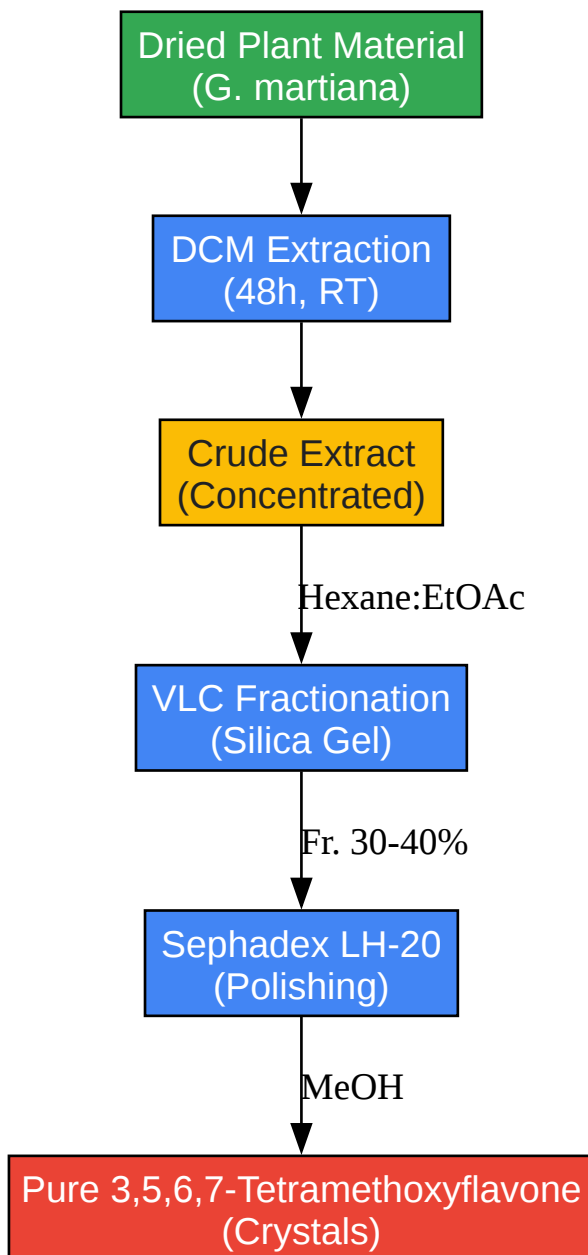 Dried Plant Material
(G. martiana)
DCM Extraction
(48h, RT)
Crude Extract
(Concentrated)
Hexane:EtOAc
VLC Fractionation
(Silica Gel)
Fr. 30-40%
Sephadex LH-20
(Polishing)
MeOH
Pure 3,5,6,7-Tetramethoxyflavone
(Crystals)